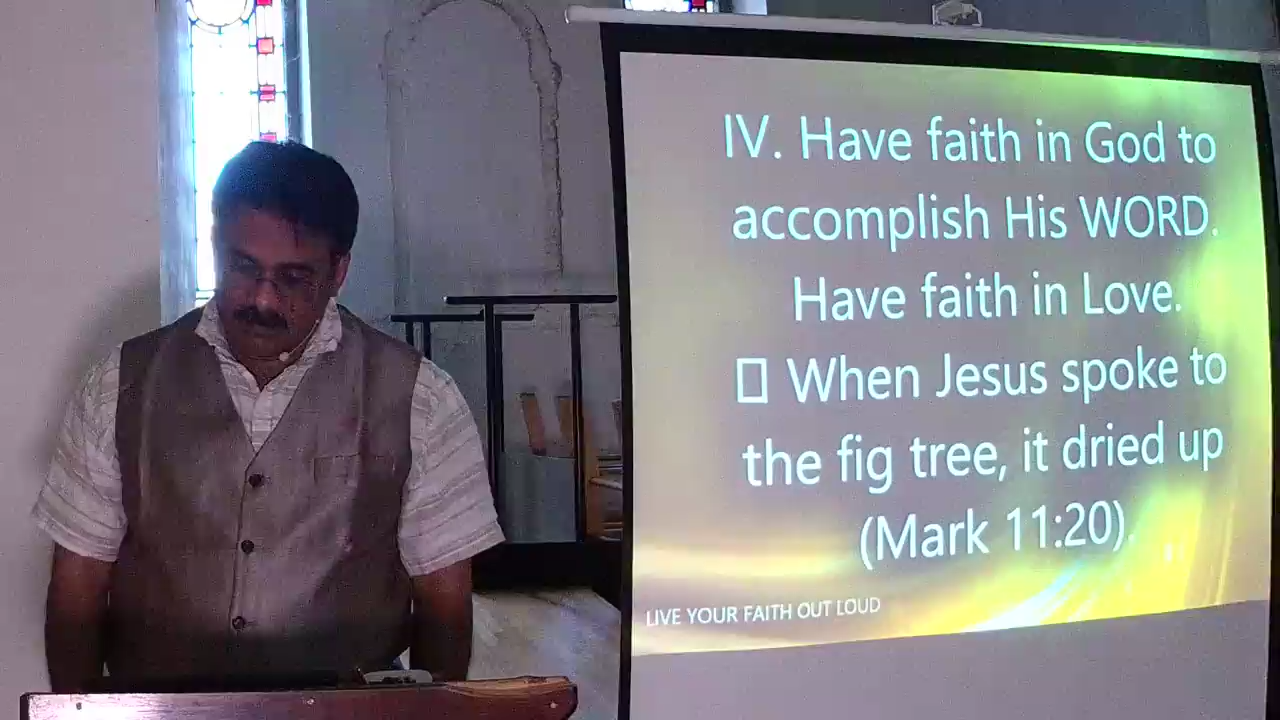 IV. Have faith in God to
accomplish His WORD.
Have faith in Love.
□ When Jesus spoke to
the fig tree, it dried up
(Mark 11:20).
LIVE YOUR FAITH OUT LOUD